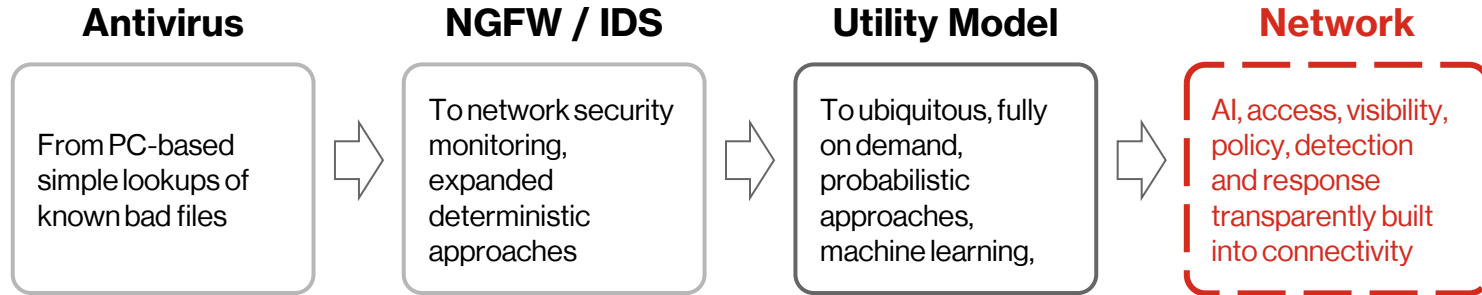 Antivirus
NGFW / IDS
Utility Model
Network
From PC-based
simple lookups of
known bad files
To network security
monitoring,
expanded
deterministic
approaches
To ubiquitous, fully
on demand,
probabilistic
approaches,
machine learning,
AI, access, visibility,
policy, detection
and response
transparently built
into connectivity